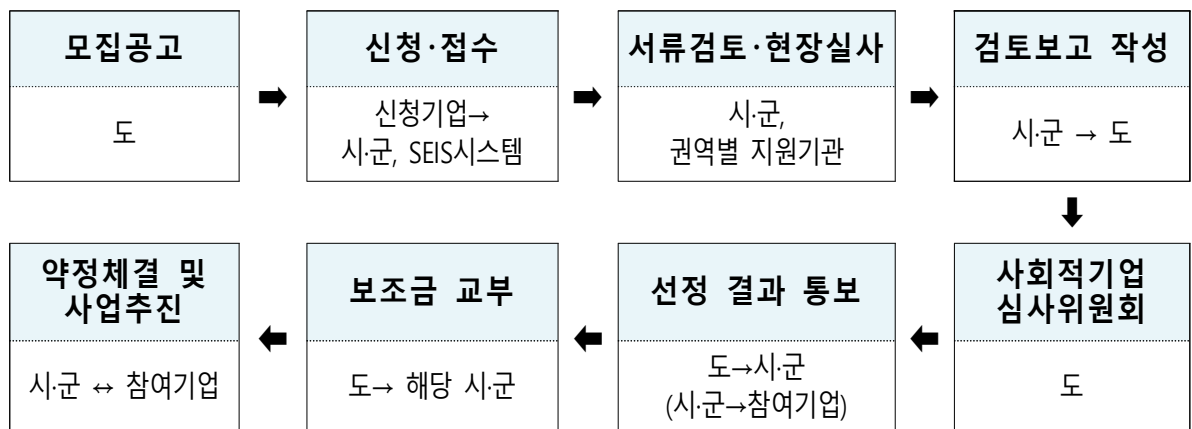 모집공고
도
➡
신청·접수
신청기업→
시·군, SEIS시스템
➡
서류검토·현장실사
시·군,
권역별 지원기관
➡
검토보고 작성
시·군 → 도
⬇
사회적기업
심사위원회
도
⬅
선정 결과 통보
도→시·군
(시·군→참여기업)
⬅
보조금 교부
도→ 해당 시·군
⬅
약정체결 및
사업추진
시·군 ↔ 참여기업